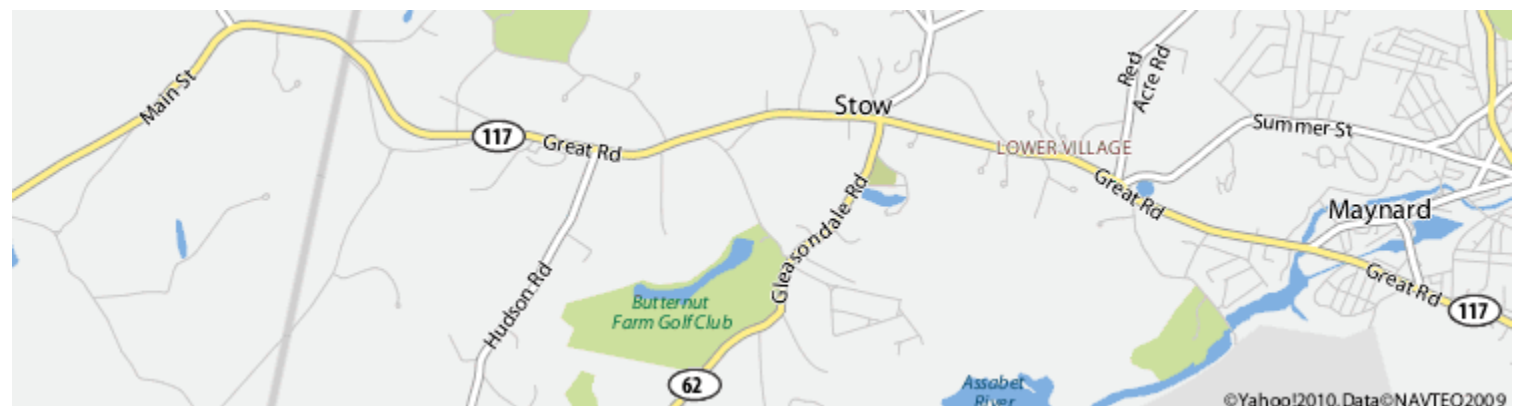 Main St
117
Great Rd
Hudson Rd
Stow
Gleasondale Rd
Butternut
Farm Golf Club
62
LOWER VILLAGE
Red
Acre Rd
Summer St
Great Rd
Maynard
Great Rd
117
Assabet
River
©Yahoo!2010, Data©NAVTEQ2009